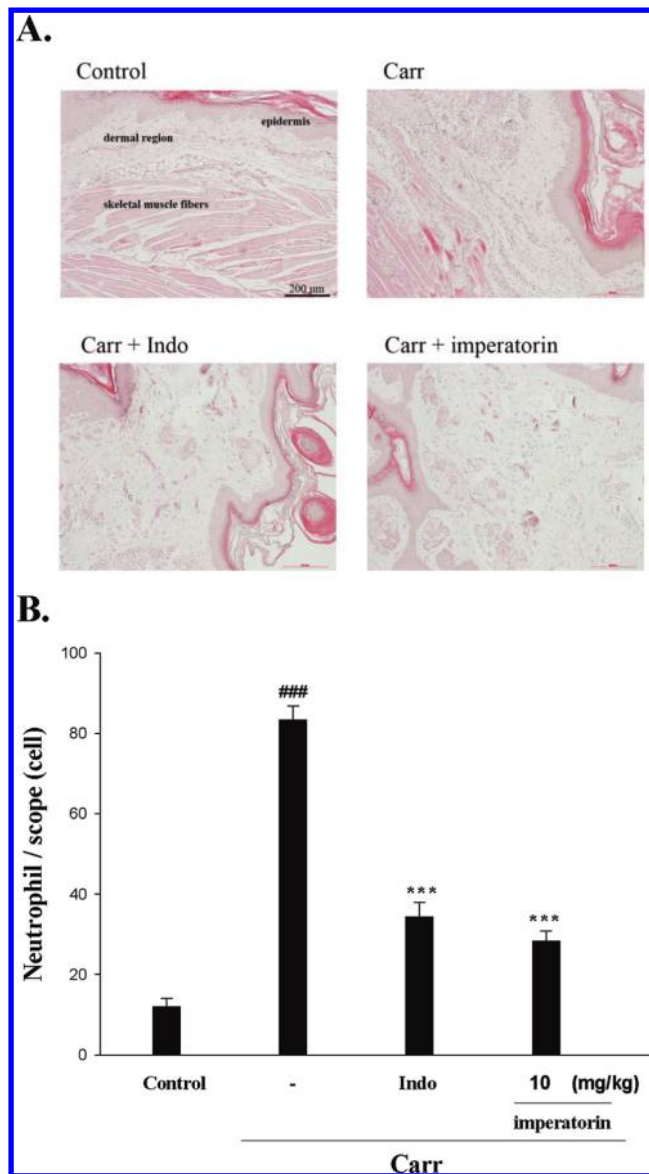 A.
Control Carr
epidermis
dermal region
skeletal muscle fibers
200 μm
Carr + Indo Carr + imperatorin
B.
Neutrophil / scope (cell)
100
80
60
40
20
0
###
***
***
Control - Indo 10 (mg/kg)
imperatorin
Carr